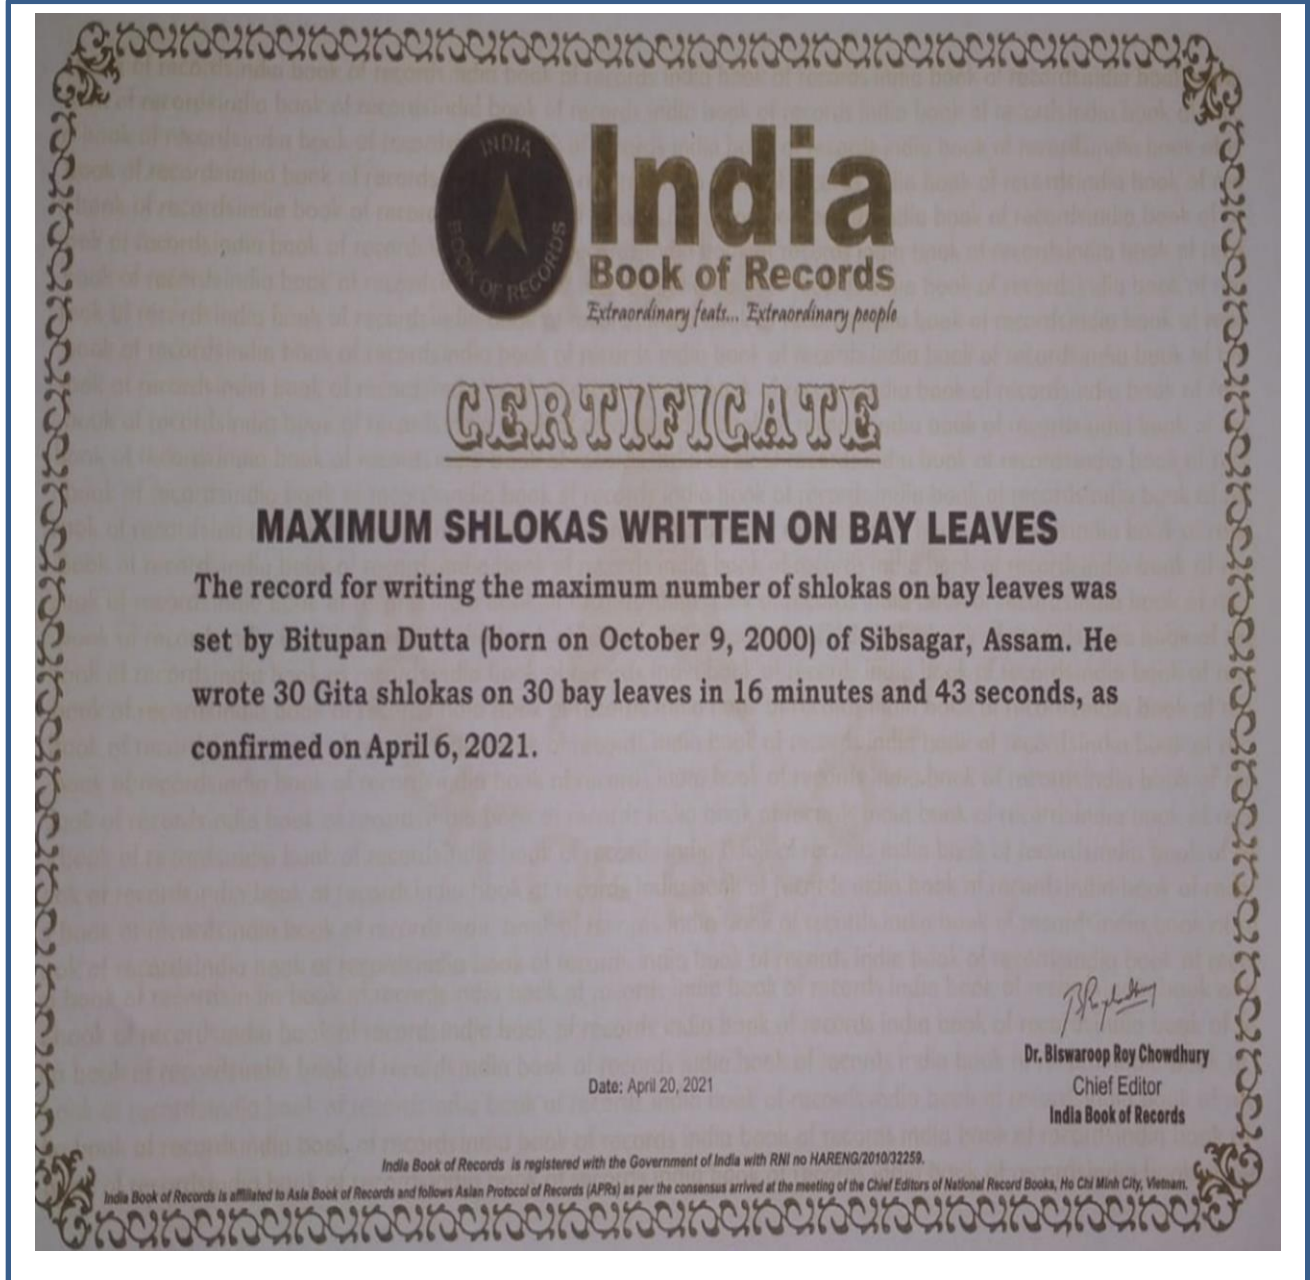 INDIA
BOOK OF RECORDS
India
Book of Records
Extraordinary feats... Extraordinary people
CERTIFICATE
MAXIMUM SHLOKAS WRITTEN ON BAY LEAVES
The record for writing the maximum number of shlokas on bay leaves was
set by Bitupan Dutta (born on October 9, 2000) of Sibsagar, Assam. He
wrote 30 Gita shlokas on 30 bay leaves in 16 minutes and 43 seconds, as
confirmed on April 6, 2021.
Dr. Biswaroop Roy Chowdhury
Date: April 20, 2021
Chief Editor
India Book of Records
India Book of Records is registered with the Government of India with RNI no HARENG/2010/32259.
India Book of Records is affiliated to Asia Book of Records and follows Asian Protocol of Records (APRs) as per the consensus arrived at the meeting of the Chief Editors of National Record Books, Ho Chi Minh City, Vietnam.